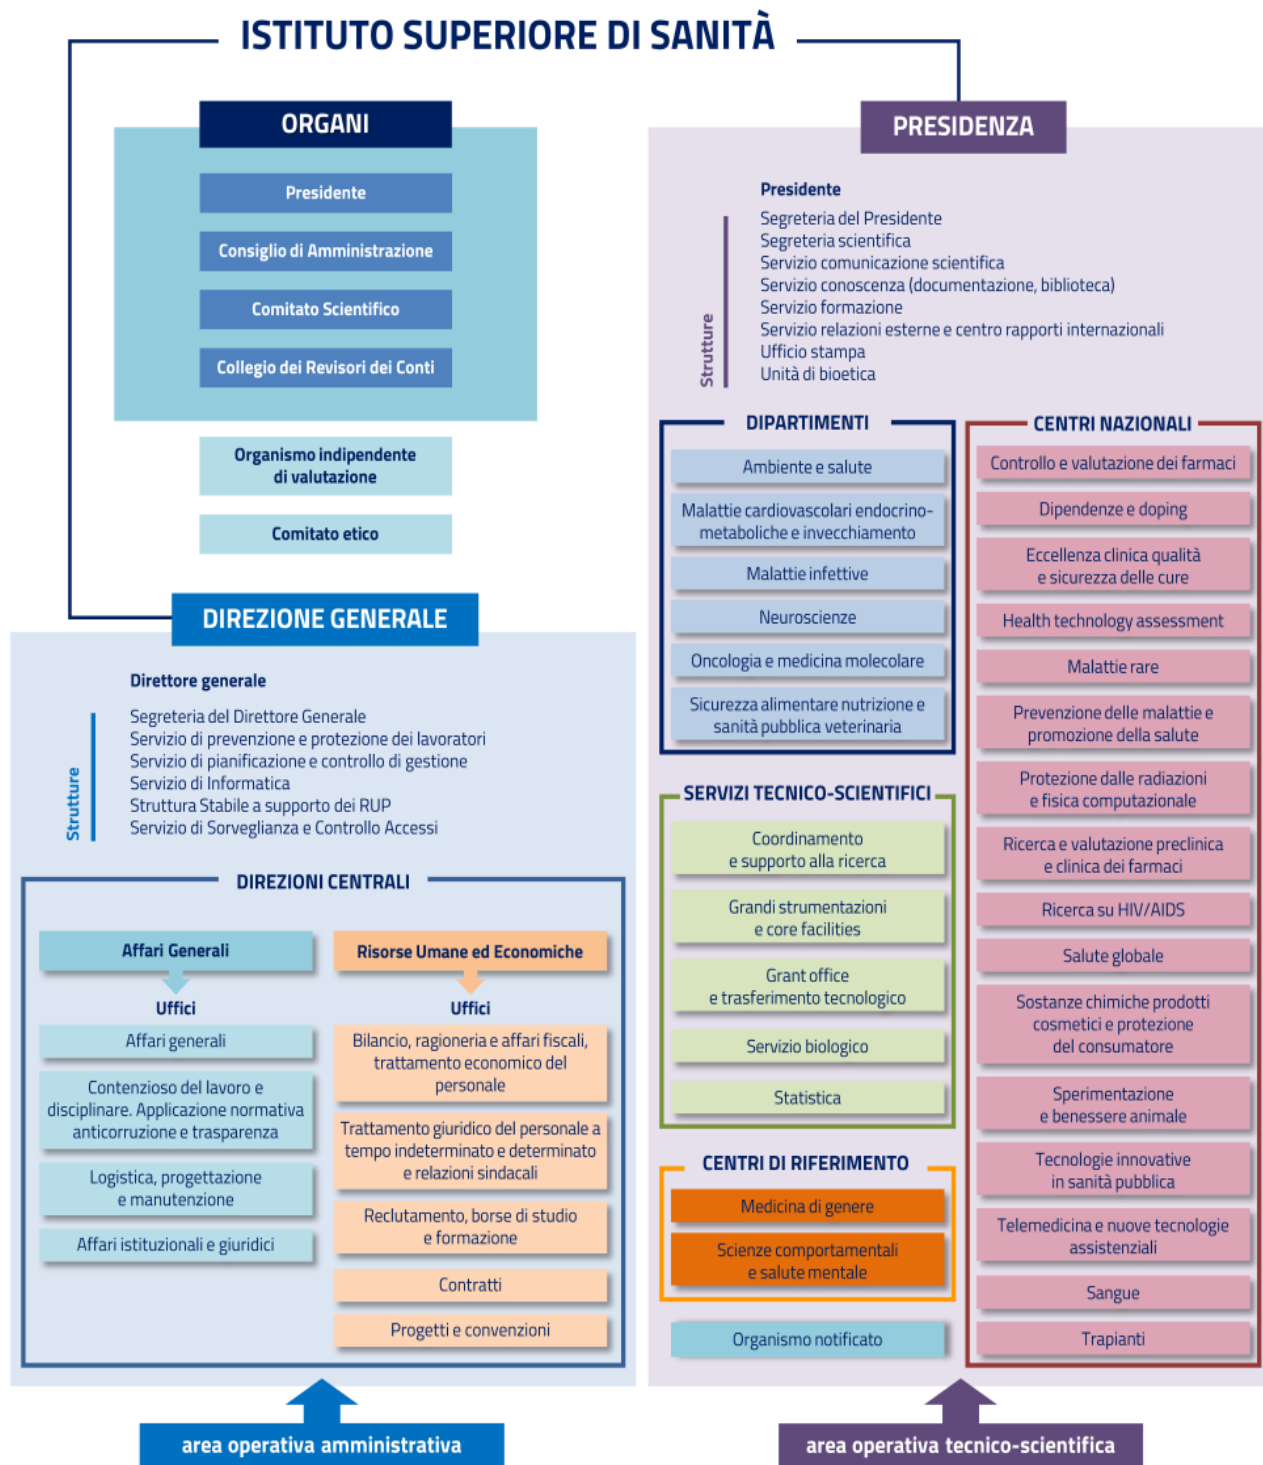 ISTITUTO SUPERIORE DI SANITÀ
ORGANI
Presidente
Consiglio di Amministrazione
Comitato Scientifico
Collegio dei Revisori dei Conti
Organismo indipendente
di valutazione
Comitato etico
DIREZIONE GENERALE
Direttore generale
Strutture
Segreteria del Direttore Generale
Servizio di prevenzione e protezione dei lavoratori
Servizio di pianificazione e controllo di gestione
Servizio di Informatica
Struttura Stabile a supporto dei RUP
Servizio di Sorveglianza e Controllo Accessi
DIREZIONI CENTRALI
Affari Generali
Uffici
Affari generali
Contenzioso del lavoro e
disciplinare. Applicazione normativa
anticorruzione e trasparenza
Logistica, progettazione
e manutenzione
Affari istituzionali e giuridici
Risorse Umane ed Economiche
Uffici
Bilancio, ragioneria e affari fiscali,
trattamento economico del
personale
Trattamento giuridico del personale a
tempo indeterminato e determinato
e relazioni sindacali
Reclutamento, borse di studio
e formazione
Contratti
Progetti e convenzioni
area operativa amministrativa
PRESIDENZA
Presidente
Strutture
Segreteria del Presidente
Segreteria scientifica
Servizio comunicazione scientifica
Servizio conoscenza (documentazione, biblioteca)
Servizio formazione
Servizio relazioni esterne e centro rapporti internazionali
Ufficio stampa
Unità di bioetica
DIPARTIMENTI
Ambiente e salute
Malattie cardiovascolari endocrino-
metaboliche e invecchiamento
Malattie infettive
Neuroscienze
Oncologia e medicina molecolare
Sicurezza alimentare nutrizione e
sanità pubblica veterinaria
SERVIZI TECNICO-SCIENTIFICI
Coordinamento
e supporto alla ricerca
Grandi strumentazioni
e core facilities
Grant office
e trasferimento tecnologico
Servizio biologico
Statistica
CENTRI DI RIFERIMENTO
Medicina di genere
Scienze comportamentali
e salute mentale
Organismo notificato
CENTRI NAZIONALI
Controllo e valutazione dei farmaci
Dipendenze e doping
Eccellenza clinica qualità
e sicurezza delle cure
Health technology assessment
Malattie rare
Prevenzione delle malattie e
promozione della salute
Protezione dalle radiazioni
e fisica computazionale
Ricerca e valutazione preclinica
e clinica dei farmaci
Ricerca su HIV/AIDS
Salute globale
Sostanze chimiche prodotti
cosmetici e protezione
del consumatore
Sperimentazione
e benessere animale
Tecnologie innovative
in sanità pubblica
Telemedicina e nuove tecnologie
assistenziali
Sangue
Trapianti
area operativa tecnico-scientifica